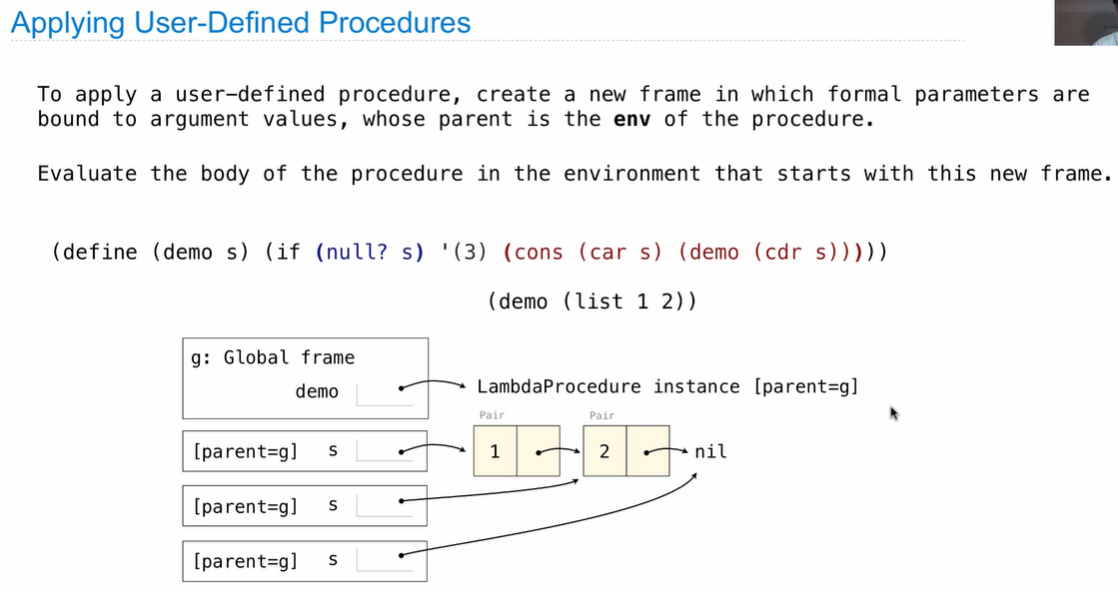 Applying User-Defined Procedures
To apply a user-defined procedure, create a new frame in which formal parameters are
bound to argument values, whose parent is the env of the procedure.
Evaluate the body of the procedure in the environment that starts with this new frame.
(define (demo s) (if (null? s) '(3) (cons (car s) (demo (cdr s)))))
(demo (list 1 2))
g: Global frame
demo
LambdaProcedure instance [parent=g]
Pair Pair
[parent=g] s
1 2 nil
[parent=g] s
[parent=g] s